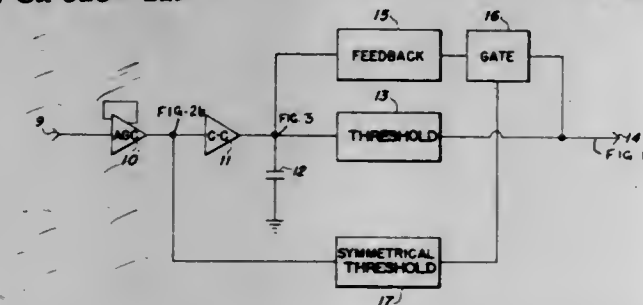 15
16
FEEDBACK
GATE
FIG-2b
13
9
AGC
C-C
FIG. 3
THRESHOLD
14
10
11
12
FIG
SYMMETRICAL
THRESHOLD
17